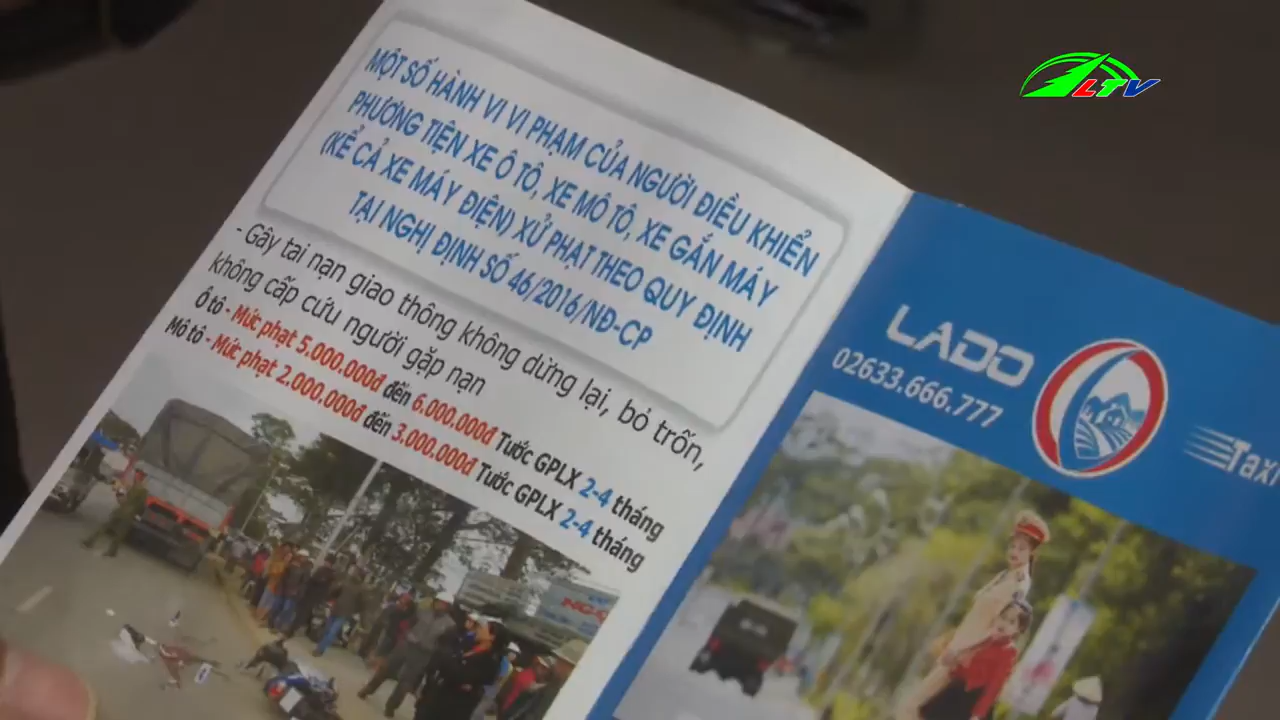 LTV
MỘT SỐ HÀNH VI VI PHẠM CỦA NGƯỜI ĐIỀU KHIỂN
PHƯƠNG TIỆN XE Ô TÔ, XE MÔ TÔ, XE GẮN MÁY
(KỂ CẢ XE MÁY ĐIỆN) XỬ PHẠT THEO QUY ĐỊNH
TẠI NGHỊ ĐỊNH SỐ 46/2016/NĐ-CP
- Gây tai nạn giao thông không dừng lại, bỏ trốn,
không cấp cứu người gặp nạn
Ô tô - Mức phạt 5.000.000đ đến 6.000.000đ Tước GPLX 2-4 tháng
Mô tô - Mức phạt 2.000.000đ đến 3.000.000đ Tước GPLX 2-4 tháng
LADO
02633.666.777
Taxi